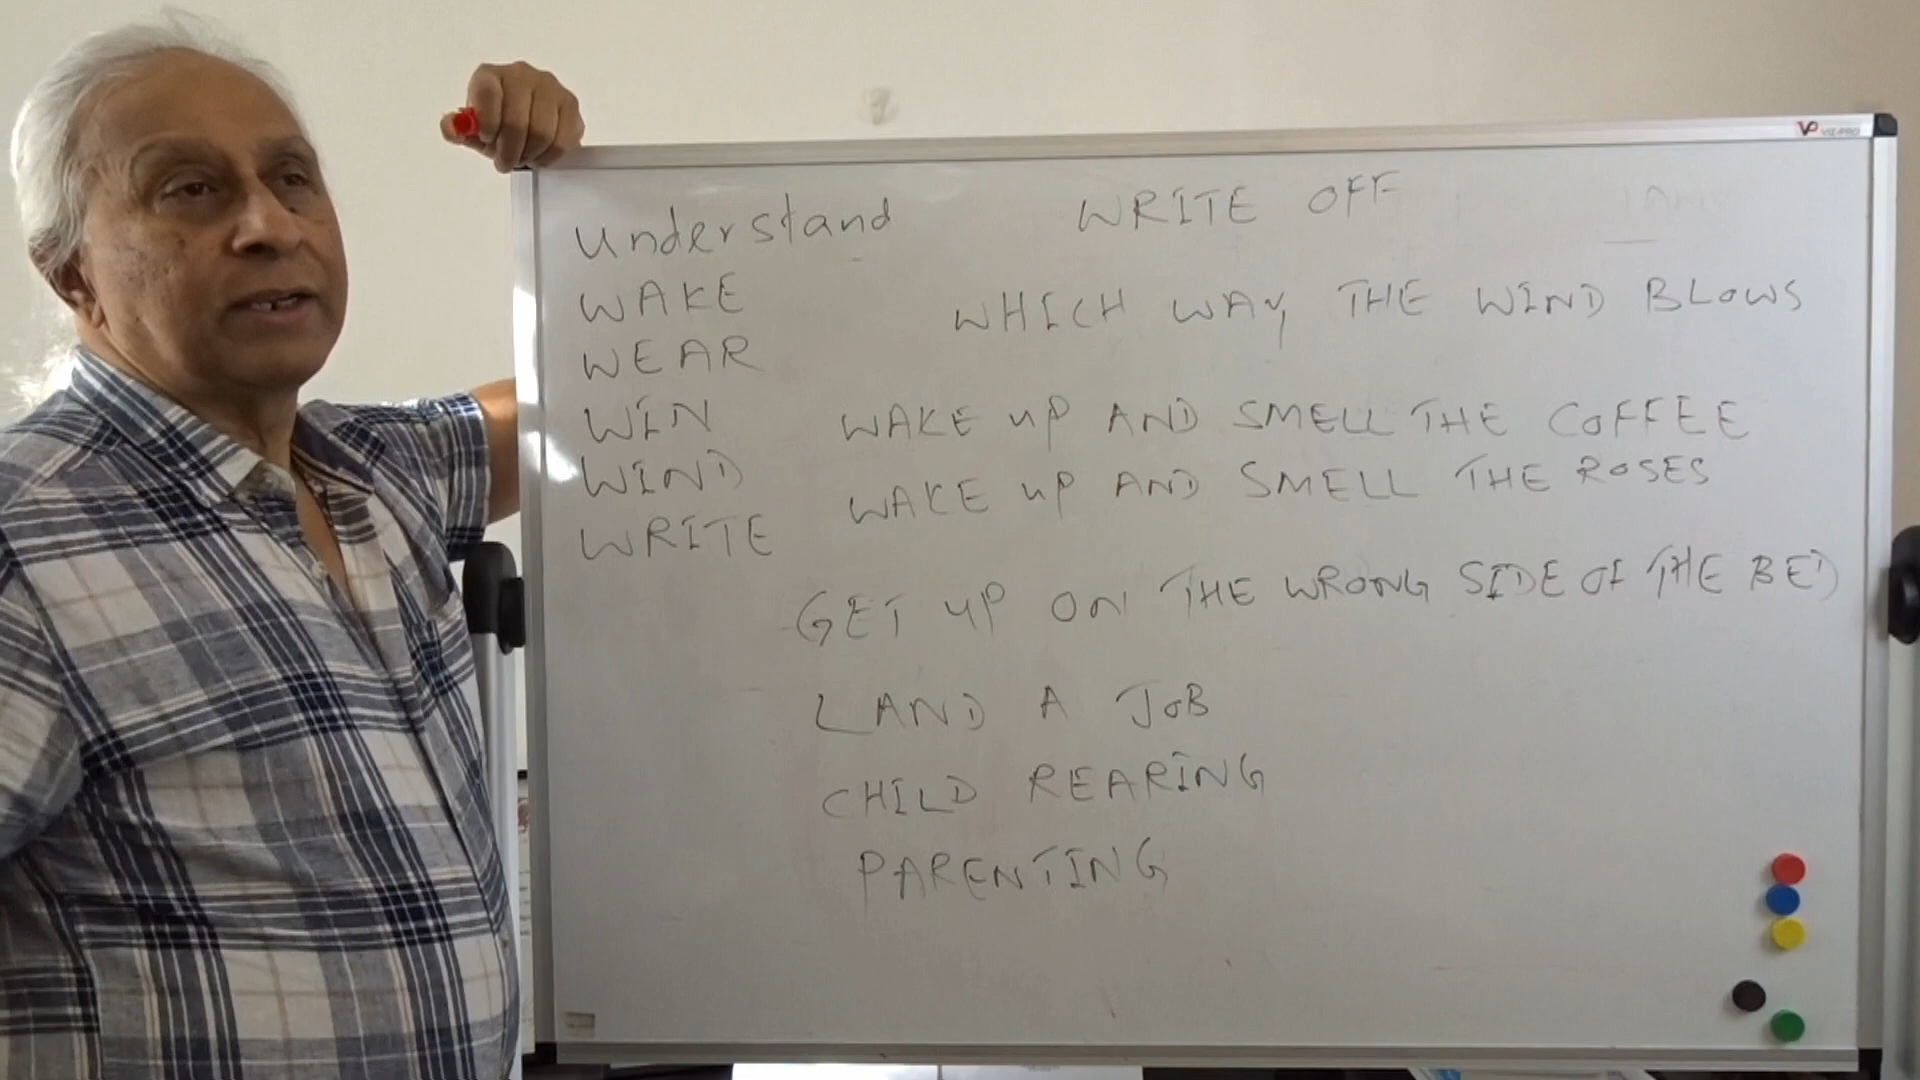 understand
WAKE
WEAR
WIN
WIND
WRITE
WRITE OFF
WHICH WAY THE WIND BLOWS
WAKE UP AND SMELL THE COFFEE
WAKE UP AND SMELL THE ROSES
GET UP ON THE WRONG SIDE OF THE BED
LAND A JOB
CHILD REARING
PARENTING
VIZ-PRO